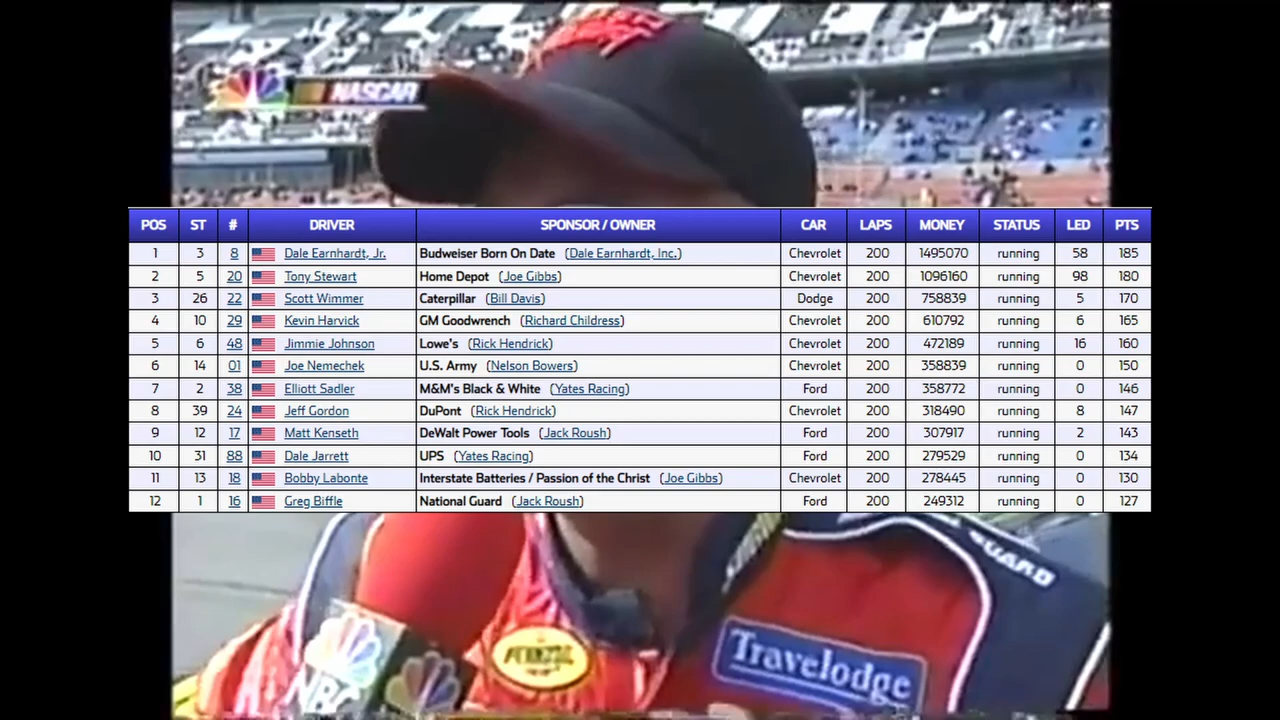 NASCAR
POS ST # DRIVER SPONSOR / OWNER CAR LAPS MONEY STATUS LED PTS
1 3 8 Dale Earnhardt, Jr. Budweiser Born On Date (Dale Earnhardt, Inc.) Chevrolet 200 1495070 running 58 185
2 5 20 Tony Stewart Home Depot (Joe Gibbs) Chevrolet 200 1096160 running 98 180
3 26 22 Scott Wimmer Caterpillar (Bill Davis) Dodge 200 758839 running 5 170
4 10 29 Kevin Harvick GM Goodwrench (Richard Childress) Chevrolet 200 610792 running 6 165
5 6 48 Jimmie Johnson Lowe's (Rick Hendrick) Chevrolet 200 472189 running 16 160
6 14 01 Joe Nemechek U.S. Army (Nelson Bowers) Chevrolet 200 358839 running 0 150
7 2 38 Elliott Sadler M&M's Black & White (Yates Racing) Ford 200 358772 running 0 146
8 39 24 Jeff Gordon DuPont (Rick Hendrick) Chevrolet 200 318490 running 8 147
9 12 17 Matt Kenseth DeWalt Power Tools (Jack Roush) Ford 200 307917 running 2 143
10 31 88 Dale Jarrett UPS (Yates Racing) Ford 200 279529 running 0 134
11 13 18 Bobby Labonte Interstate Batteries / Passion of the Christ (Joe Gibbs) Chevrolet 200 278445 running 0 130
12 1 16 Greg Biffle National Guard (Jack Roush) Ford 200 249312 running 0 127
GUARD
PENNZOIL
Travelodge
NBC